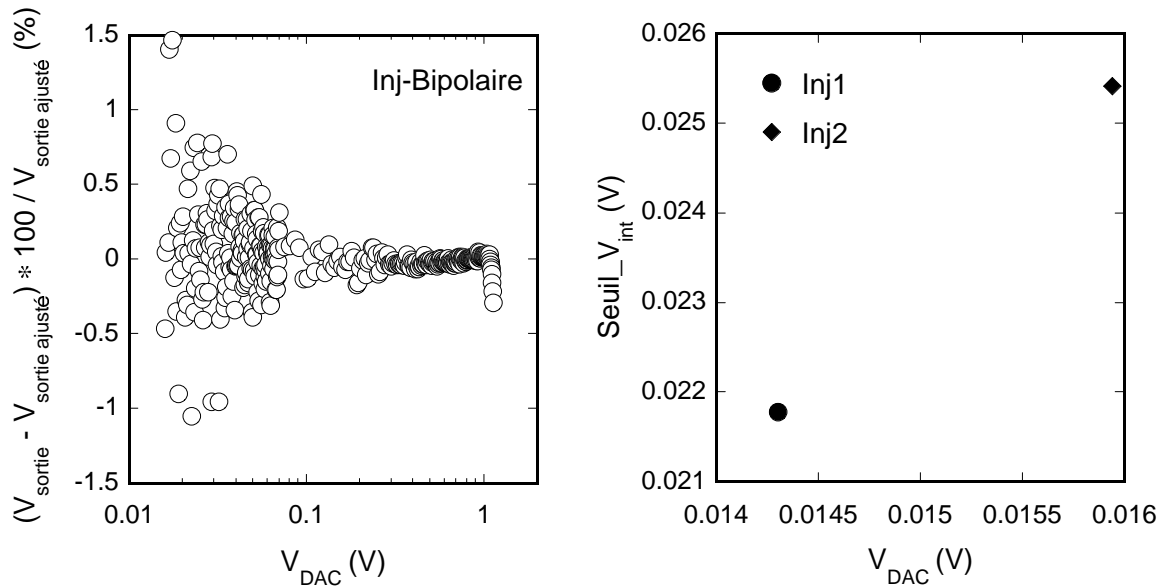 (V_sortie - V_sortie ajusté) * 100 / V_sortie ajusté (%)
1.5
1
0.5
0
-0.5
-1
-1.5
Inj-Bipolaire
0.01 0.1 1
V_DAC (V)
Seuil_V_int (V)
0.026
0.025
0.024
0.023
0.022
0.021
Inj1
Inj2
0.014 0.0145 0.015 0.0155 0.016
V_DAC (V)